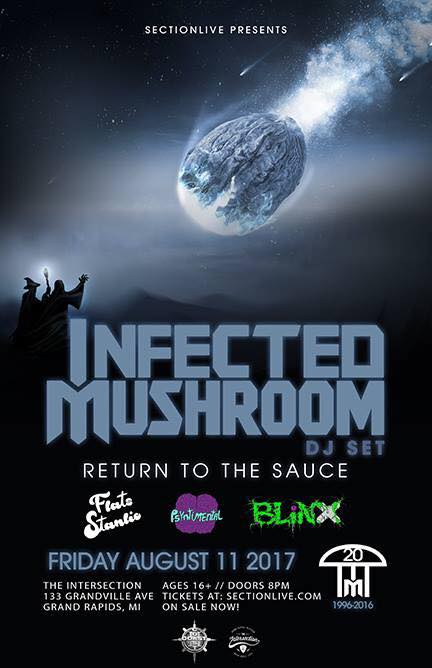 SECTIONLIVE PRESENTS
INFECTED
MUSHROOM
DJ SET
RETURN TO THE SAUCE
Flats
Stanlie
PSYNTUMENTAL
BLiNX
FRIDAY AUGUST 11 2017
THE INTERSECTION
133 GRANDVILLE AVE
GRAND RAPIDS, MI
AGES 16+ // DOORS 8PM
TICKETS AT: SECTIONLIVE.COM
ON SALE NOW!
20
1996-2016
Intersection